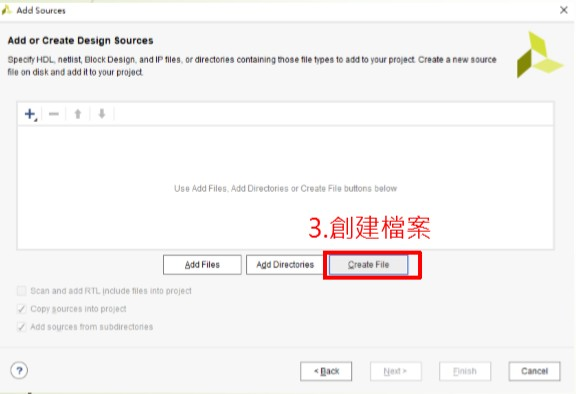 Add Sources
Add or Create Design Sources
Specify HDL, netlist, Block Design, and IP files, or directories containing those file types to add to your project. Create a new source
file on disk and add it to your project.
Use Add Files, Add Directories or Create File buttons below
3.創建檔案
Add Files
Add Directories
Create File
Scan and add RTL include files into project
Copy sources into project
Add sources from subdirectories
?
< Back
Next >
Finish
Cancel